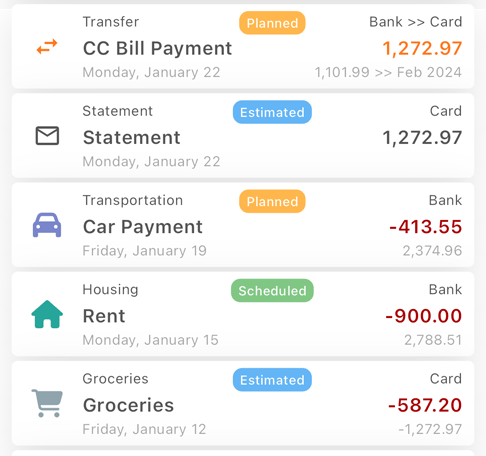 Transfer Planned Bank >> Card
CC Bill Payment 1,272.97
Monday, January 22 1,101.99 >> Feb 2024
Statement Estimated Card
Statement 1,272.97
Monday, January 22
Transportation Planned Bank
Car Payment -413.55
Friday, January 19 2,374.96
Housing Scheduled Bank
Rent -900.00
Monday, January 15 2,788.51
Groceries Estimated Card
Groceries -587.20
Friday, January 12 -1,272.97